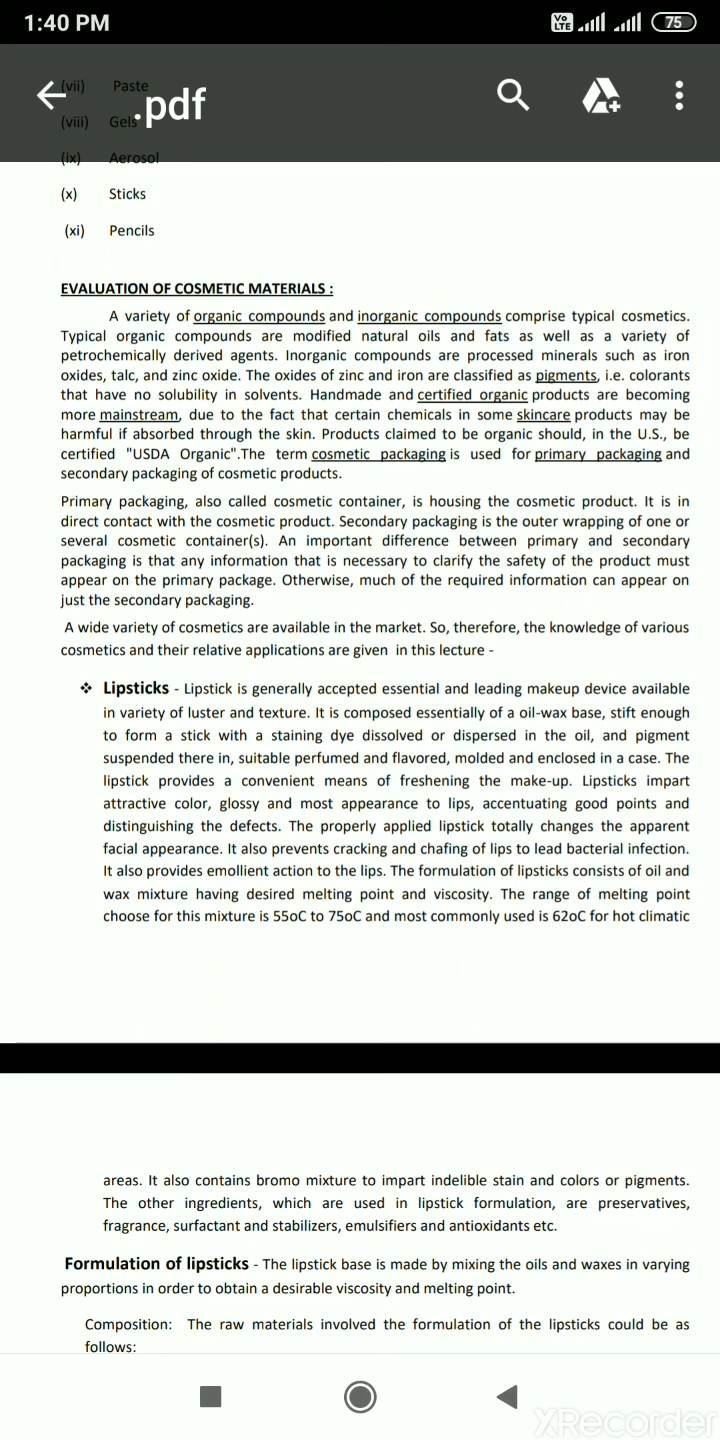 1:40 PM
Vo LTE
75
(vii) Paste
.pdf
(viii) Gels
(ix) Aerosol
(x) Sticks
(xi) Pencils
EVALUATION OF COSMETIC MATERIALS :
A variety of organic compounds and inorganic compounds comprise typical cosmetics.
Typical organic compounds are modified natural oils and fats as well as a variety of
petrochemically derived agents. Inorganic compounds are processed minerals such as iron
oxides, talc, and zinc oxide. The oxides of zinc and iron are classified as pigments, i.e. colorants
that have no solubility in solvents. Handmade and certified organic products are becoming
more mainstream, due to the fact that certain chemicals in some skincare products may be
harmful if absorbed through the skin. Products claimed to be organic should, in the U.S., be
certified "USDA Organic".The term cosmetic packaging is used for primary packaging and
secondary packaging of cosmetic products.
Primary packaging, also called cosmetic container, is housing the cosmetic product. It is in
direct contact with the cosmetic product. Secondary packaging is the outer wrapping of one or
several cosmetic container(s). An important difference between primary and secondary
packaging is that any information that is necessary to clarify the safety of the product must
appear on the primary package. Otherwise, much of the required information can appear on
just the secondary packaging.
A wide variety of cosmetics are available in the market. So, therefore, the knowledge of various
cosmetics and their relative applications are given in this lecture -
❖ Lipsticks - Lipstick is generally accepted essential and leading makeup device available
in variety of luster and texture. It is composed essentially of a oil-wax base, stift enough
to form a stick with a staining dye dissolved or dispersed in the oil, and pigment
suspended there in, suitable perfumed and flavored, molded and enclosed in a case. The
lipstick provides a convenient means of freshening the make-up. Lipsticks impart
attractive color, glossy and most appearance to lips, accentuating good points and
distinguishing the defects. The properly applied lipstick totally changes the apparent
facial appearance. It also prevents cracking and chafing of lips to lead bacterial infection.
It also provides emollient action to the lips. The formulation of lipsticks consists of oil and
wax mixture having desired melting point and viscosity. The range of melting point
choose for this mixture is 55oC to 75oC and most commonly used is 62oC for hot climatic
areas. It also contains bromo mixture to impart indelible stain and colors or pigments.
The other ingredients, which are used in lipstick formulation, are preservatives,
fragrance, surfactant and stabilizers, emulsifiers and antioxidants etc.
Formulation of lipsticks - The lipstick base is made by mixing the oils and waxes in varying
proportions in order to obtain a desirable viscosity and melting point.
Composition: The raw materials involved the formulation of the lipsticks could be as
follows:
XRecorder